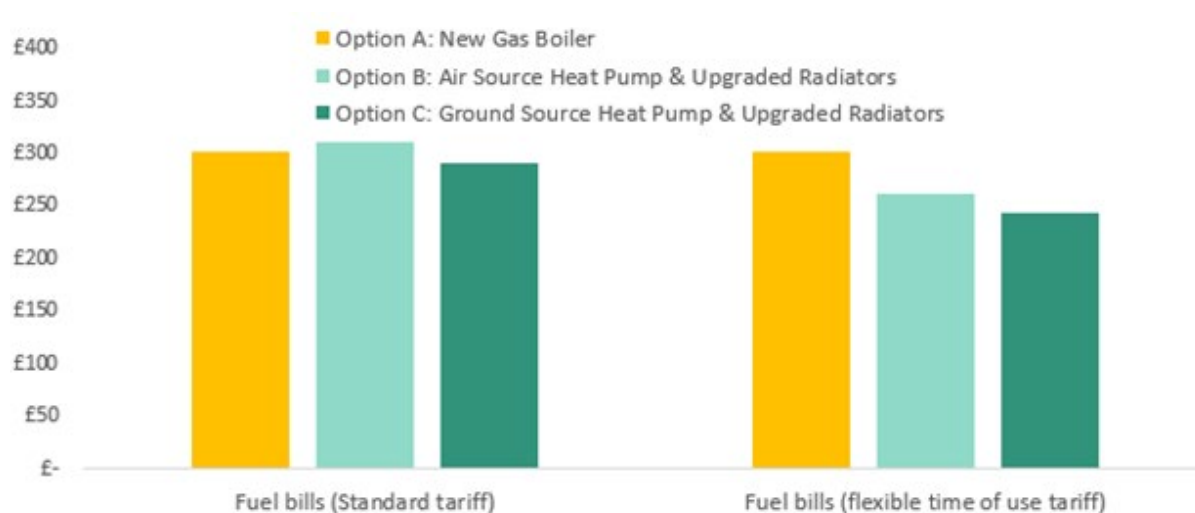 £400
£350
£300
£250
£200
£150
£100
£50
£-
Option A: New Gas Boiler
Option B: Air Source Heat Pump & Upgraded Radiators
Option C: Ground Source Heat Pump & Upgraded Radiators
Fuel bills (Standard tariff)
Fuel bills (flexible time of use tariff)